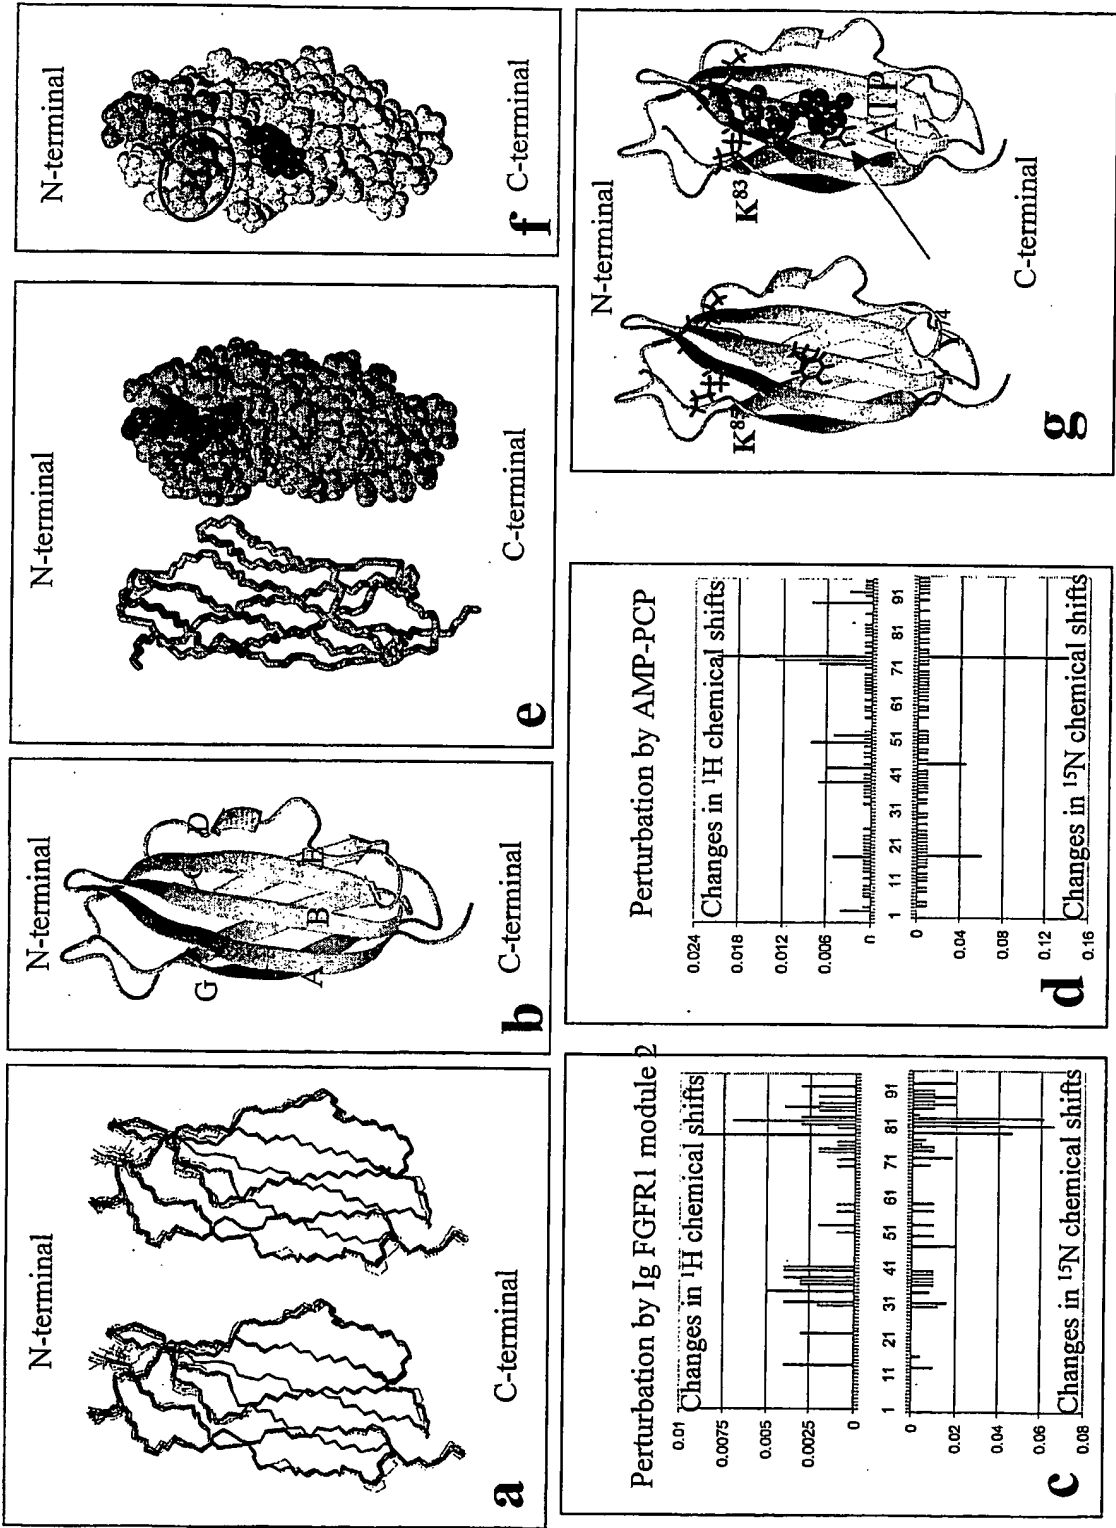 N-terminal
C-terminal
a
N-terminal
G
D
C
E
B
A
C-terminal
b
N-terminal
C-terminal
e
N-terminal
C-terminal
f
Perturbation by Ig FGFR1 module 2
0.01
Changes in ¹H chemical shifts
0.0075
0.005
0.0025
0
1 11 21 31 41 51 61 71 81 91
0
0.02
0.04
0.06
Changes in ¹⁵N chemical shifts
0.08
c
Perturbation by AMP-PCP
0.024
Changes in ¹H chemical shifts
0.018
0.012
0.006
0
1 11 21 31 41 51 61 71 81 91
0
0.04
0.08
0.12
Changes in ¹⁵N chemical shifts
0.16
d
N-terminal
K⁸³
ATP
C-terminal
g